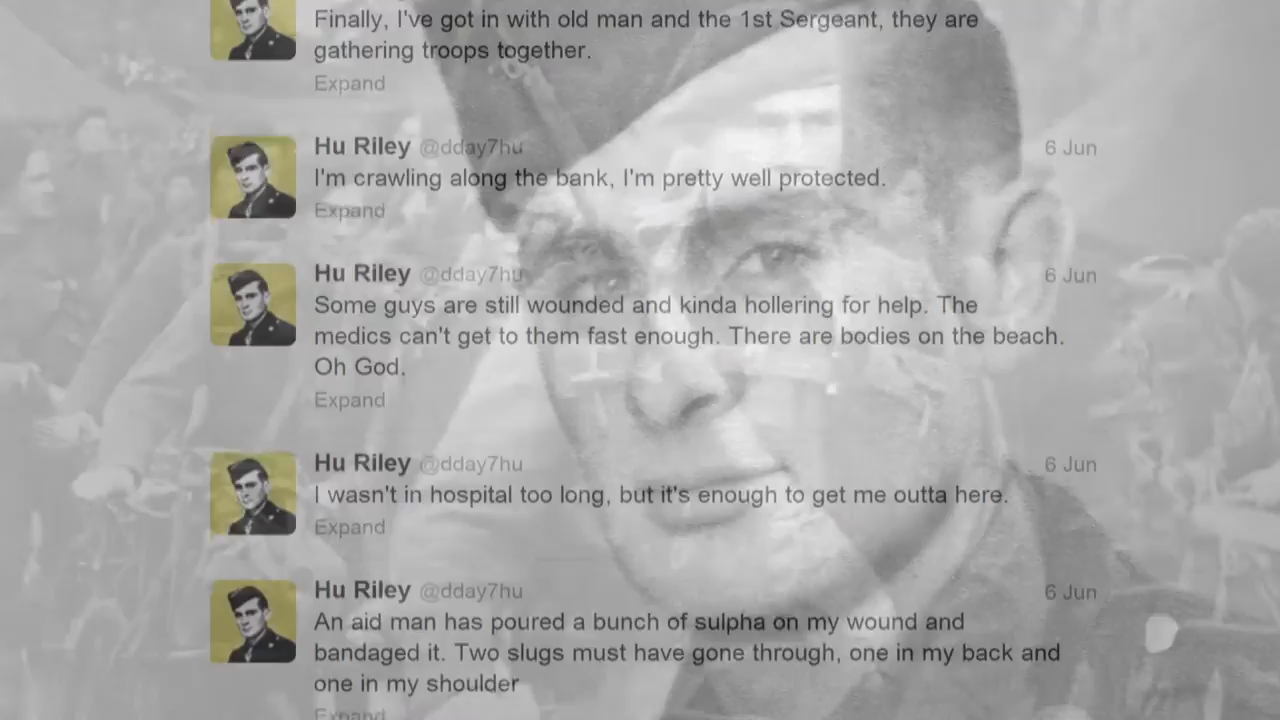 Finally, I've got in with old man and the 1st Sergeant, they are
gathering troops together.
Expand
Hu Riley @dday7hu 6 Jun
I'm crawling along the bank, I'm pretty well protected.
Expand
Hu Riley @dday7hu 6 Jun
Some guys are still wounded and kinda hollering for help. The
medics can't get to them fast enough. There are bodies on the beach.
Oh God.
Expand
Hu Riley @dday7hu 6 Jun
I wasn't in hospital too long, but it's enough to get me outta here.
Expand
Hu Riley @dday7hu 6 Jun
An aid man has poured a bunch of sulpha on my wound and
bandaged it. Two slugs must have gone through, one in my back and
one in my shoulder
Expand